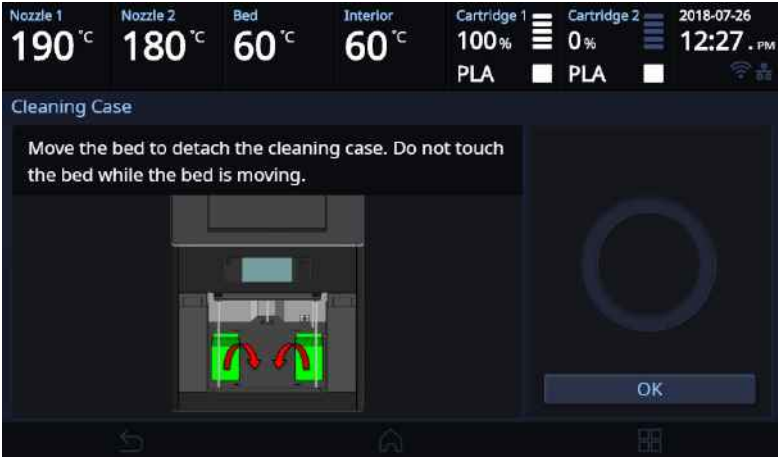 Nozzle 1 Nozzle 2 Bed Interior Cartridge 1 Cartridge 2 2018-07-26
190 °C 180 °C 60 °C 60 °C 100 % 0 % 12:27 . PM
PLA PLA
Cleaning Case
Move the bed to detach the cleaning case. Do not touch
the bed while the bed is moving.
OK